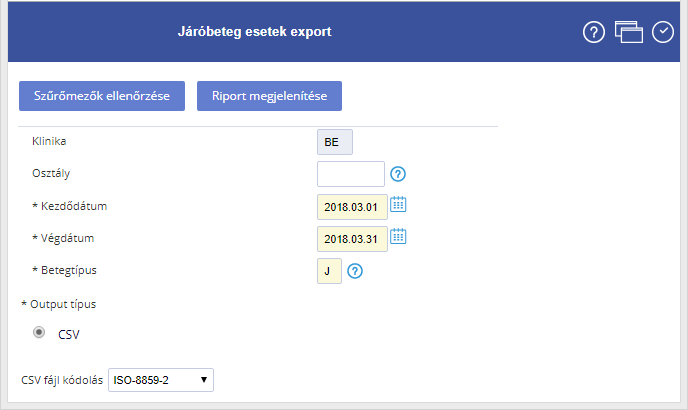 Járóbeteg esetek export
Szűrőmezők ellenőrzése Riport megjelenítése
Klinika BE
Osztály
* Kezdődátum 2018.03.01
* Végdátum 2018.03.31
* Betegtípus J
* Output típus
CSV
CSV fájl kódolás ISO-8859-2